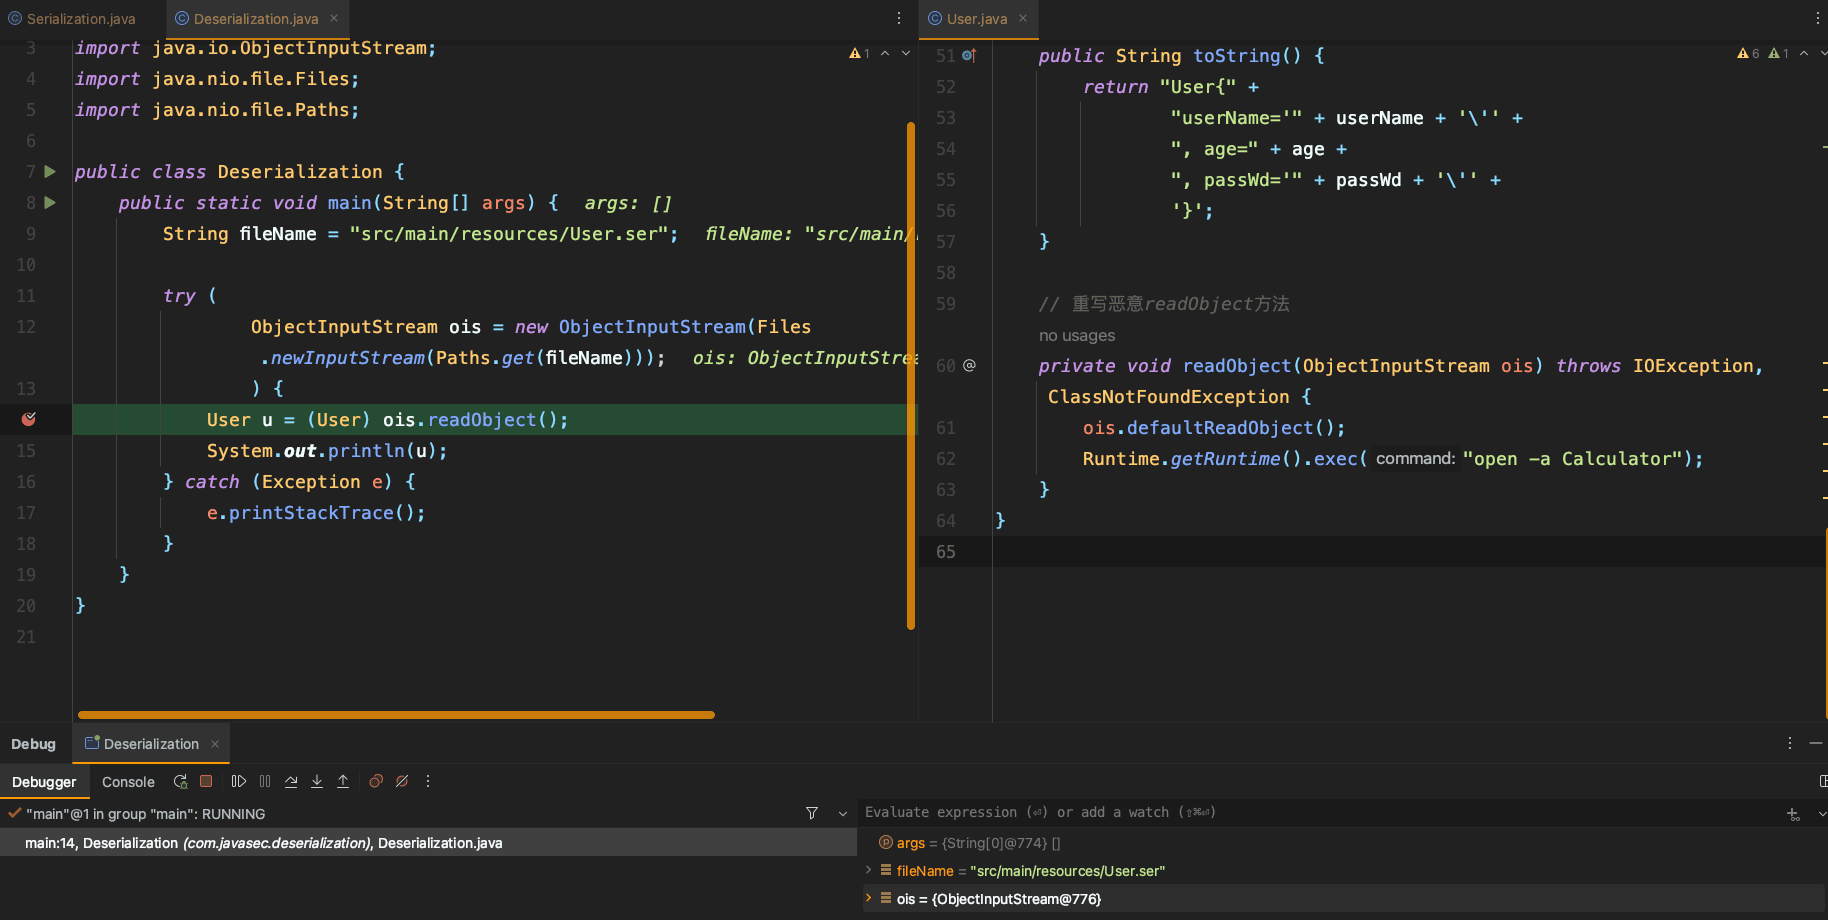 Serialization.java
Deserialization.java
User.java
3 import java.io.ObjectInputStream;
1
4 import java.nio.file.Files;
5 import java.nio.file.Paths;
6
7 public class Deserialization {
8 public static void main(String[] args) { args: []
9 String fileName = "src/main/resources/User.ser"; fileName: "src/main/
10
11 try (
12 ObjectInputStream ois = new ObjectInputStream(Files
.newInputStream(Paths.get(fileName))); ois: ObjectInputStrea
13 ) {
User u = (User) ois.readObject();
15 System.out.println(u);
16 } catch (Exception e) {
17 e.printStackTrace();
18 }
19 }
20 }
21
51 public String toString() {
6 1
52 return "User{" +
53 "userName='" + userName + '\'' +
54 ", age=" + age +
55 ", passWd='" + passWd + '\'' +
56 '}';
57 }
58
59 // 重写恶意readObject方法
no usages
60 @ private void readObject(ObjectInputStream ois) throws IOException,
ClassNotFoundException {
61 ois.defaultReadObject();
62 Runtime.getRuntime().exec( command: "open -a Calculator");
63 }
64 }
65
Debug
Deserialization
Debugger
Console
"main"@1 in group "main": RUNNING
main:14, Deserialization (com.javasec.deserialization), Deserialization.java
Evaluate expression (⏎) or add a watch (⇧⌘⏎)
args = {String[0]@774} []
fileName = "src/main/resources/User.ser"
ois = {ObjectInputStream@776}